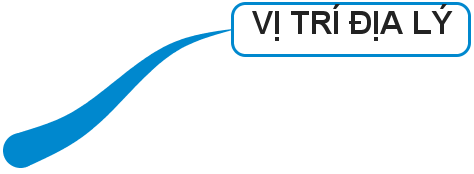 VỊ TRÍ ĐỊA LÝ